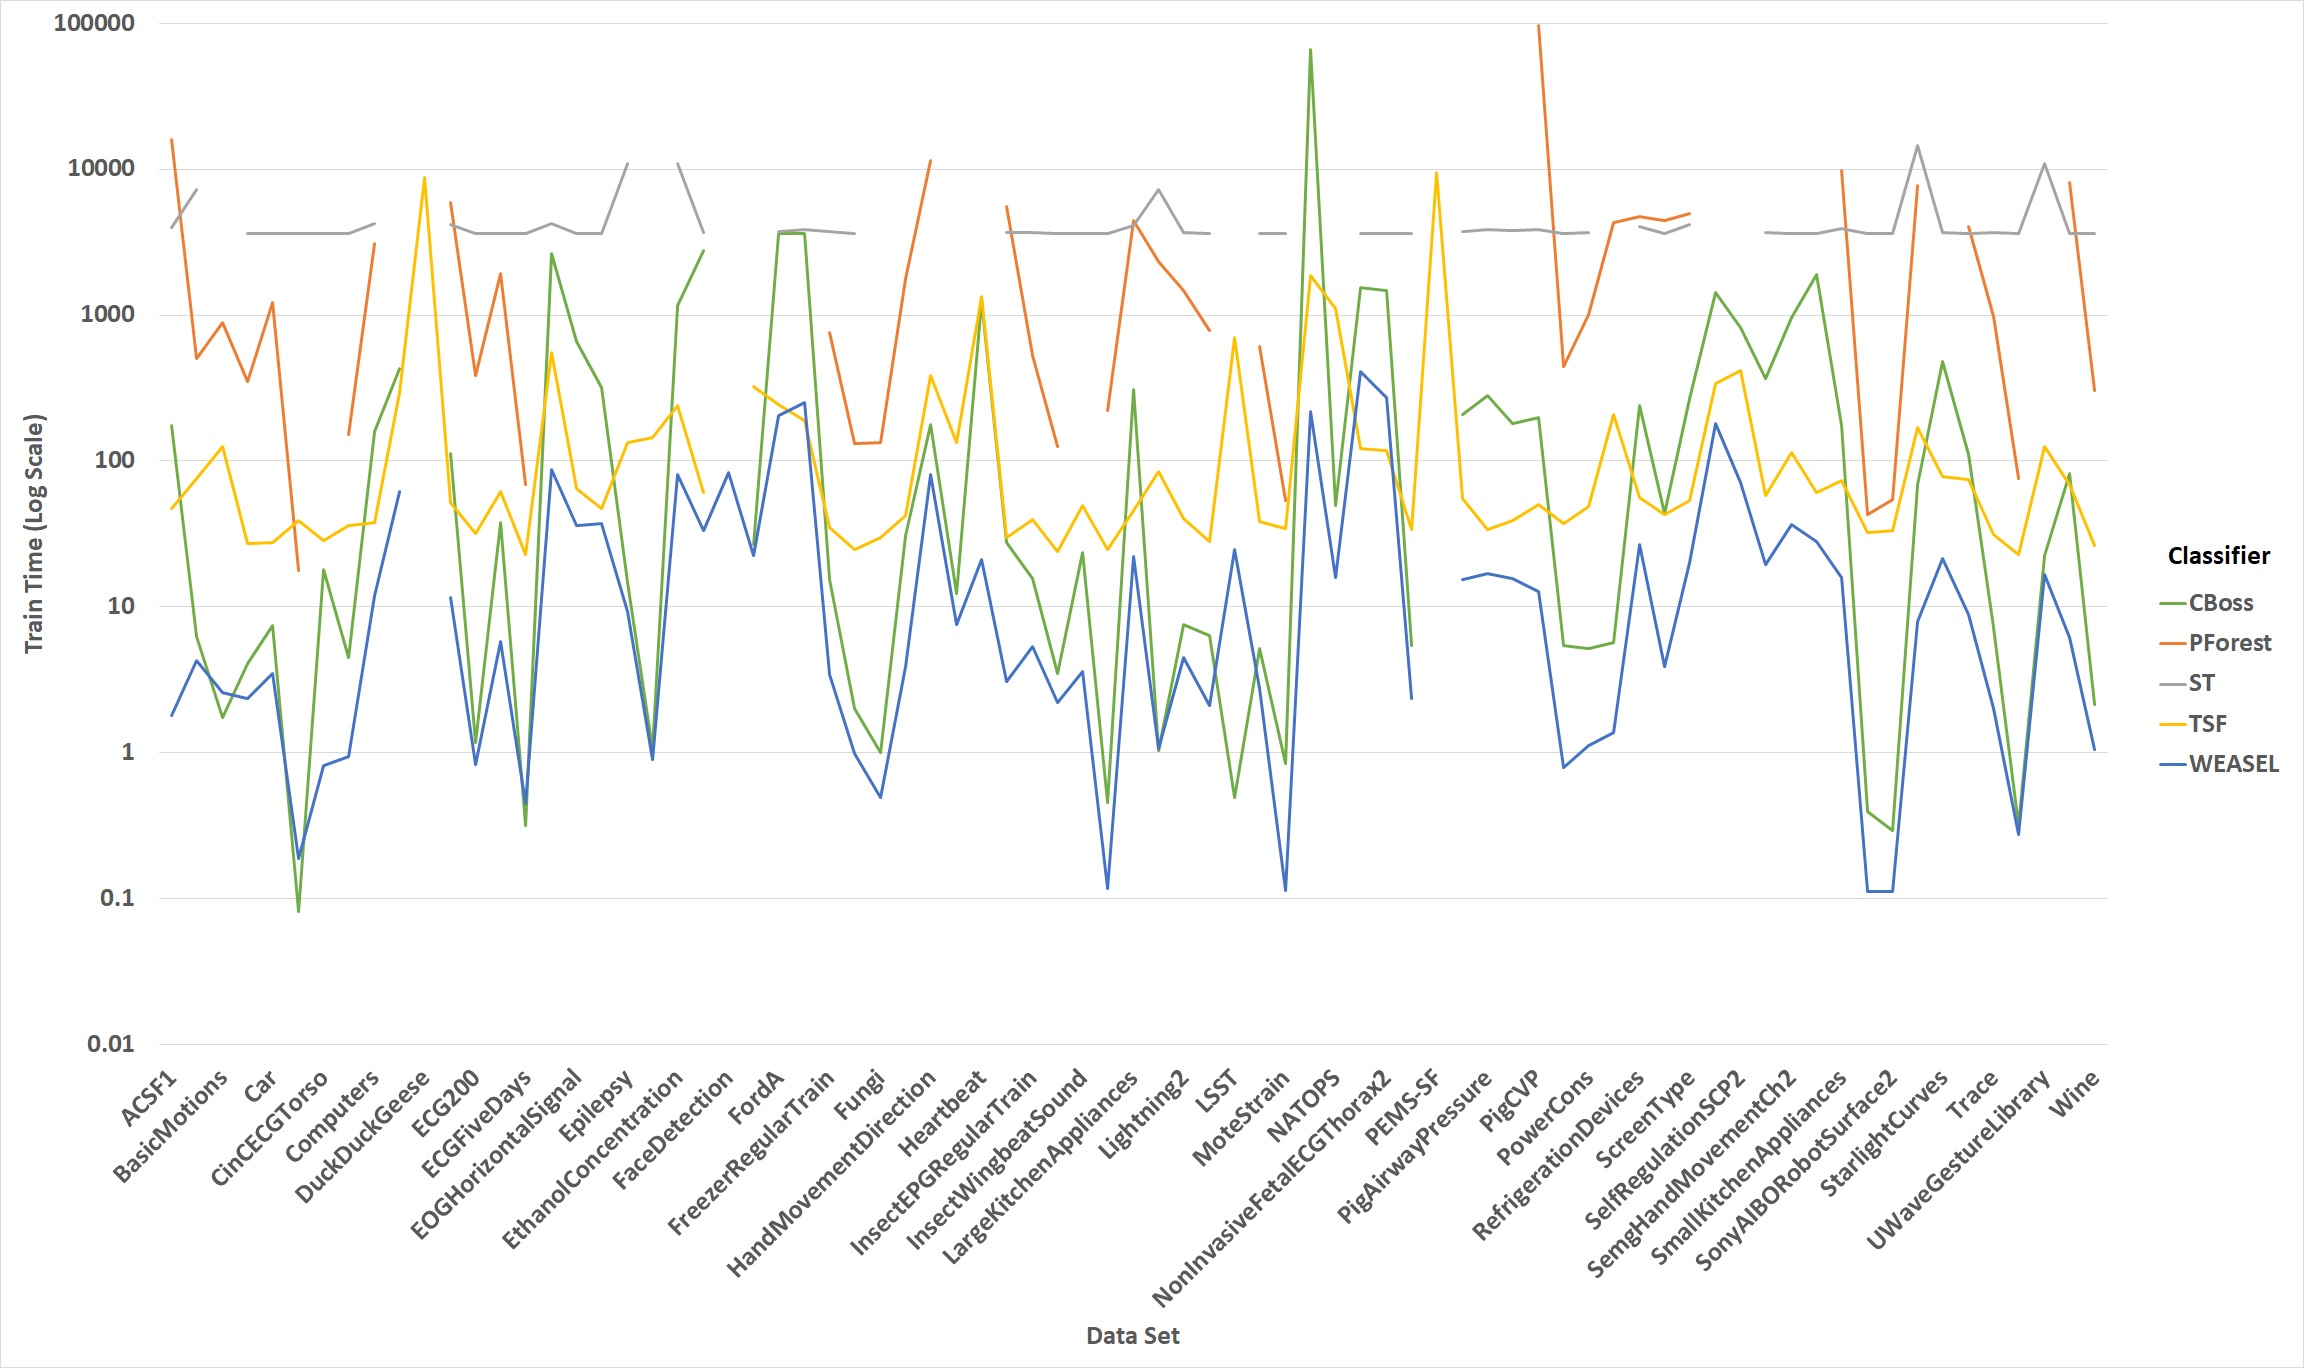 100000
10000
1000
100
10
1
0.1
0.01
Train Time (Log Scale)
ACSF1
BasicMotions
Car
CinCECGTorso
Computers
DuckDuckGeese
ECG200
ECGFiveDays
EOGHorizontalSignal
Epilepsy
EthanolConcentration
FaceDetection
FordA
FreezerRegularTrain
Fungi
HandMovementDirection
Heartbeat
InsectEPGRegularTrain
InsectWingbeatSound
LargeKitchenAppliances
Lightning2
LSST
MoteStrain
NATOPS
NonInvasiveFetalECGThorax2
PEMS-SF
PigAirwayPressure
PigCVP
PowerCons
RefrigerationDevices
ScreenType
SelfRegulationSCP2
SemgHandMovementCh2
SmallKitchenAppliances
SonyAIBORobotSurface2
StarlightCurves
Trace
UWaveGestureLibrary
Wine
Data Set
Classifier
CBoss
PForest
ST
TSF
WEASEL